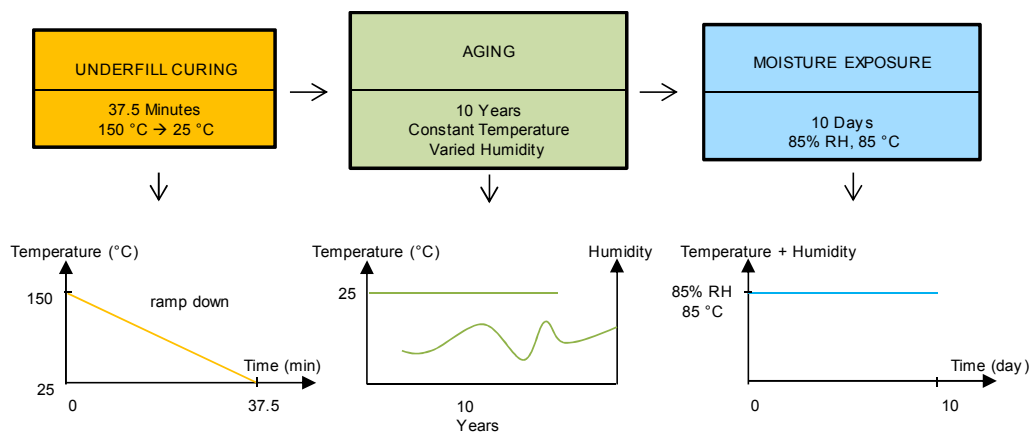 UNDERFILL CURING
37.5 Minutes
150 °C → 25 °C
AGING
10 Years
Constant Temperature
Varied Humidity
MOISTURE EXPOSURE
10 Days
85% RH, 85 °C
Temperature (°C)
150
ramp down
Time (min)
25
0
37.5
Temperature (°C)
Humidity
25
10
Years
Temperature + Humidity
85% RH
85 °C
Time (day)
0
10